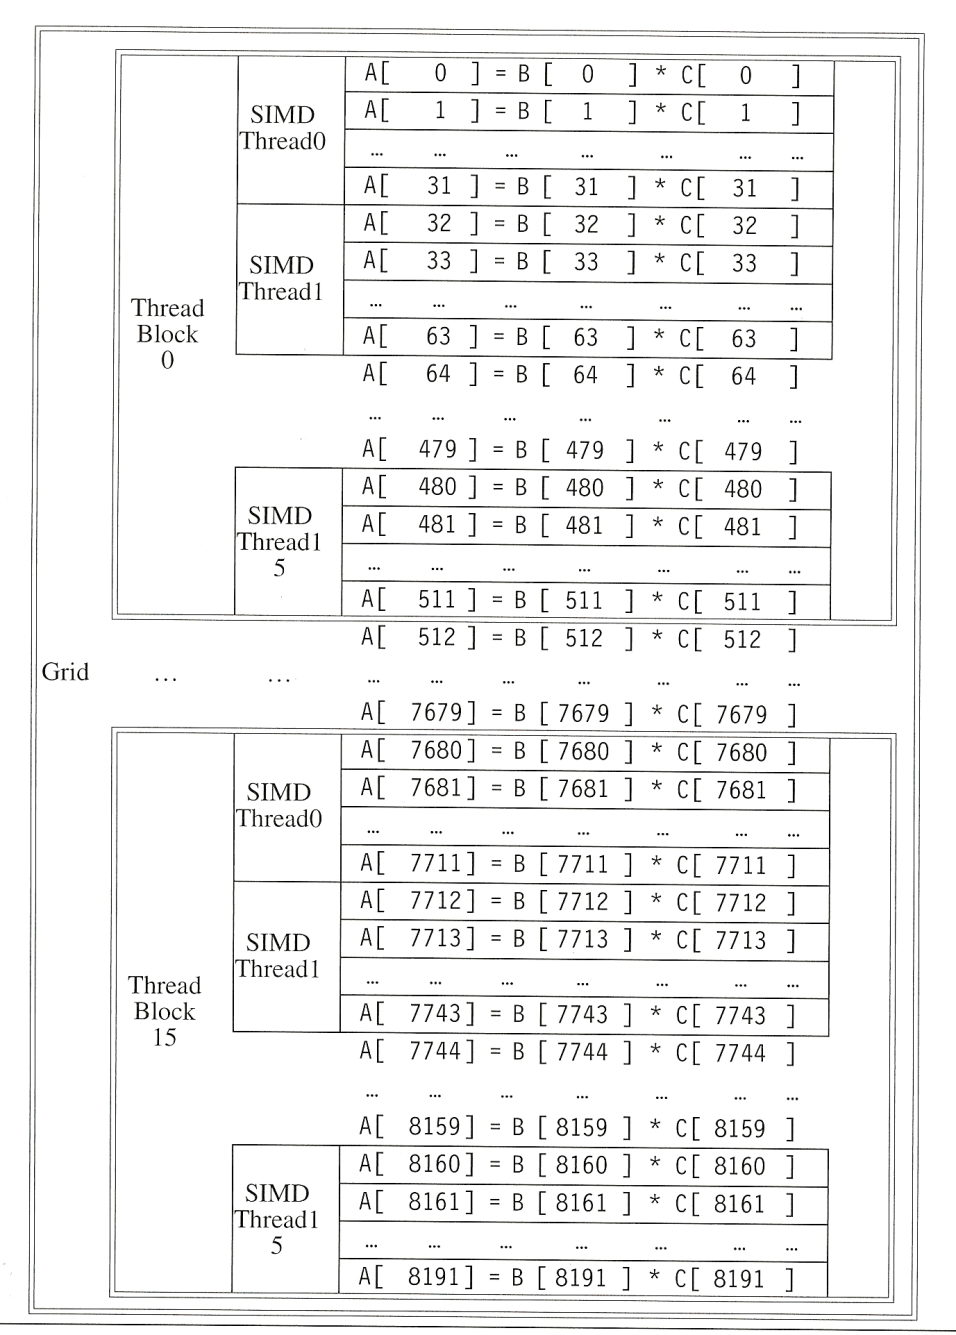 A[ 0 ] = B [ 0 ] * C[ 0 ]
SIMD
Thread0
A[ 1 ] = B [ 1 ] * C[ 1 ]
... ... ... ... ... ... ...
A[ 31 ] = B [ 31 ] * C[ 31 ]
A[ 32 ] = B [ 32 ] * C[ 32 ]
SIMD
Thread1
A[ 33 ] = B [ 33 ] * C[ 33 ]
... ... ... ... ... ... ...
Thread
Block
0
A[ 63 ] = B [ 63 ] * C[ 63 ]
A[ 64 ] = B [ 64 ] * C[ 64 ]
... ... ... ... ... ... ...
A[ 479 ] = B [ 479 ] * C[ 479 ]
A[ 480 ] = B [ 480 ] * C[ 480 ]
SIMD
Thread1
5
A[ 481 ] = B [ 481 ] * C[ 481 ]
... ... ... ... ... ... ...
A[ 511 ] = B [ 511 ] * C[ 511 ]
A[ 512 ] = B [ 512 ] * C[ 512 ]
Grid ... ... ... ... ... ... ... ... ...
A[ 7679] = B [ 7679 ] * C[ 7679 ]
A[ 7680] = B [ 7680 ] * C[ 7680 ]
SIMD
Thread0
A[ 7681] = B [ 7681 ] * C[ 7681 ]
... ... ... ... ... ... ...
A[ 7711] = B [ 7711 ] * C[ 7711 ]
A[ 7712] = B [ 7712 ] * C[ 7712 ]
SIMD
Thread1
A[ 7713] = B [ 7713 ] * C[ 7713 ]
... ... ... ... ... ... ...
Thread
Block
15
A[ 7743] = B [ 7743 ] * C[ 7743 ]
A[ 7744] = B [ 7744 ] * C[ 7744 ]
... ... ... ... ... ... ...
A[ 8159] = B [ 8159 ] * C[ 8159 ]
A[ 8160] = B [ 8160 ] * C[ 8160 ]
SIMD
Thread1
5
A[ 8161] = B [ 8161 ] * C[ 8161 ]
... ... ... ... ... ... ...
A[ 8191] = B [ 8191 ] * C[ 8191 ]